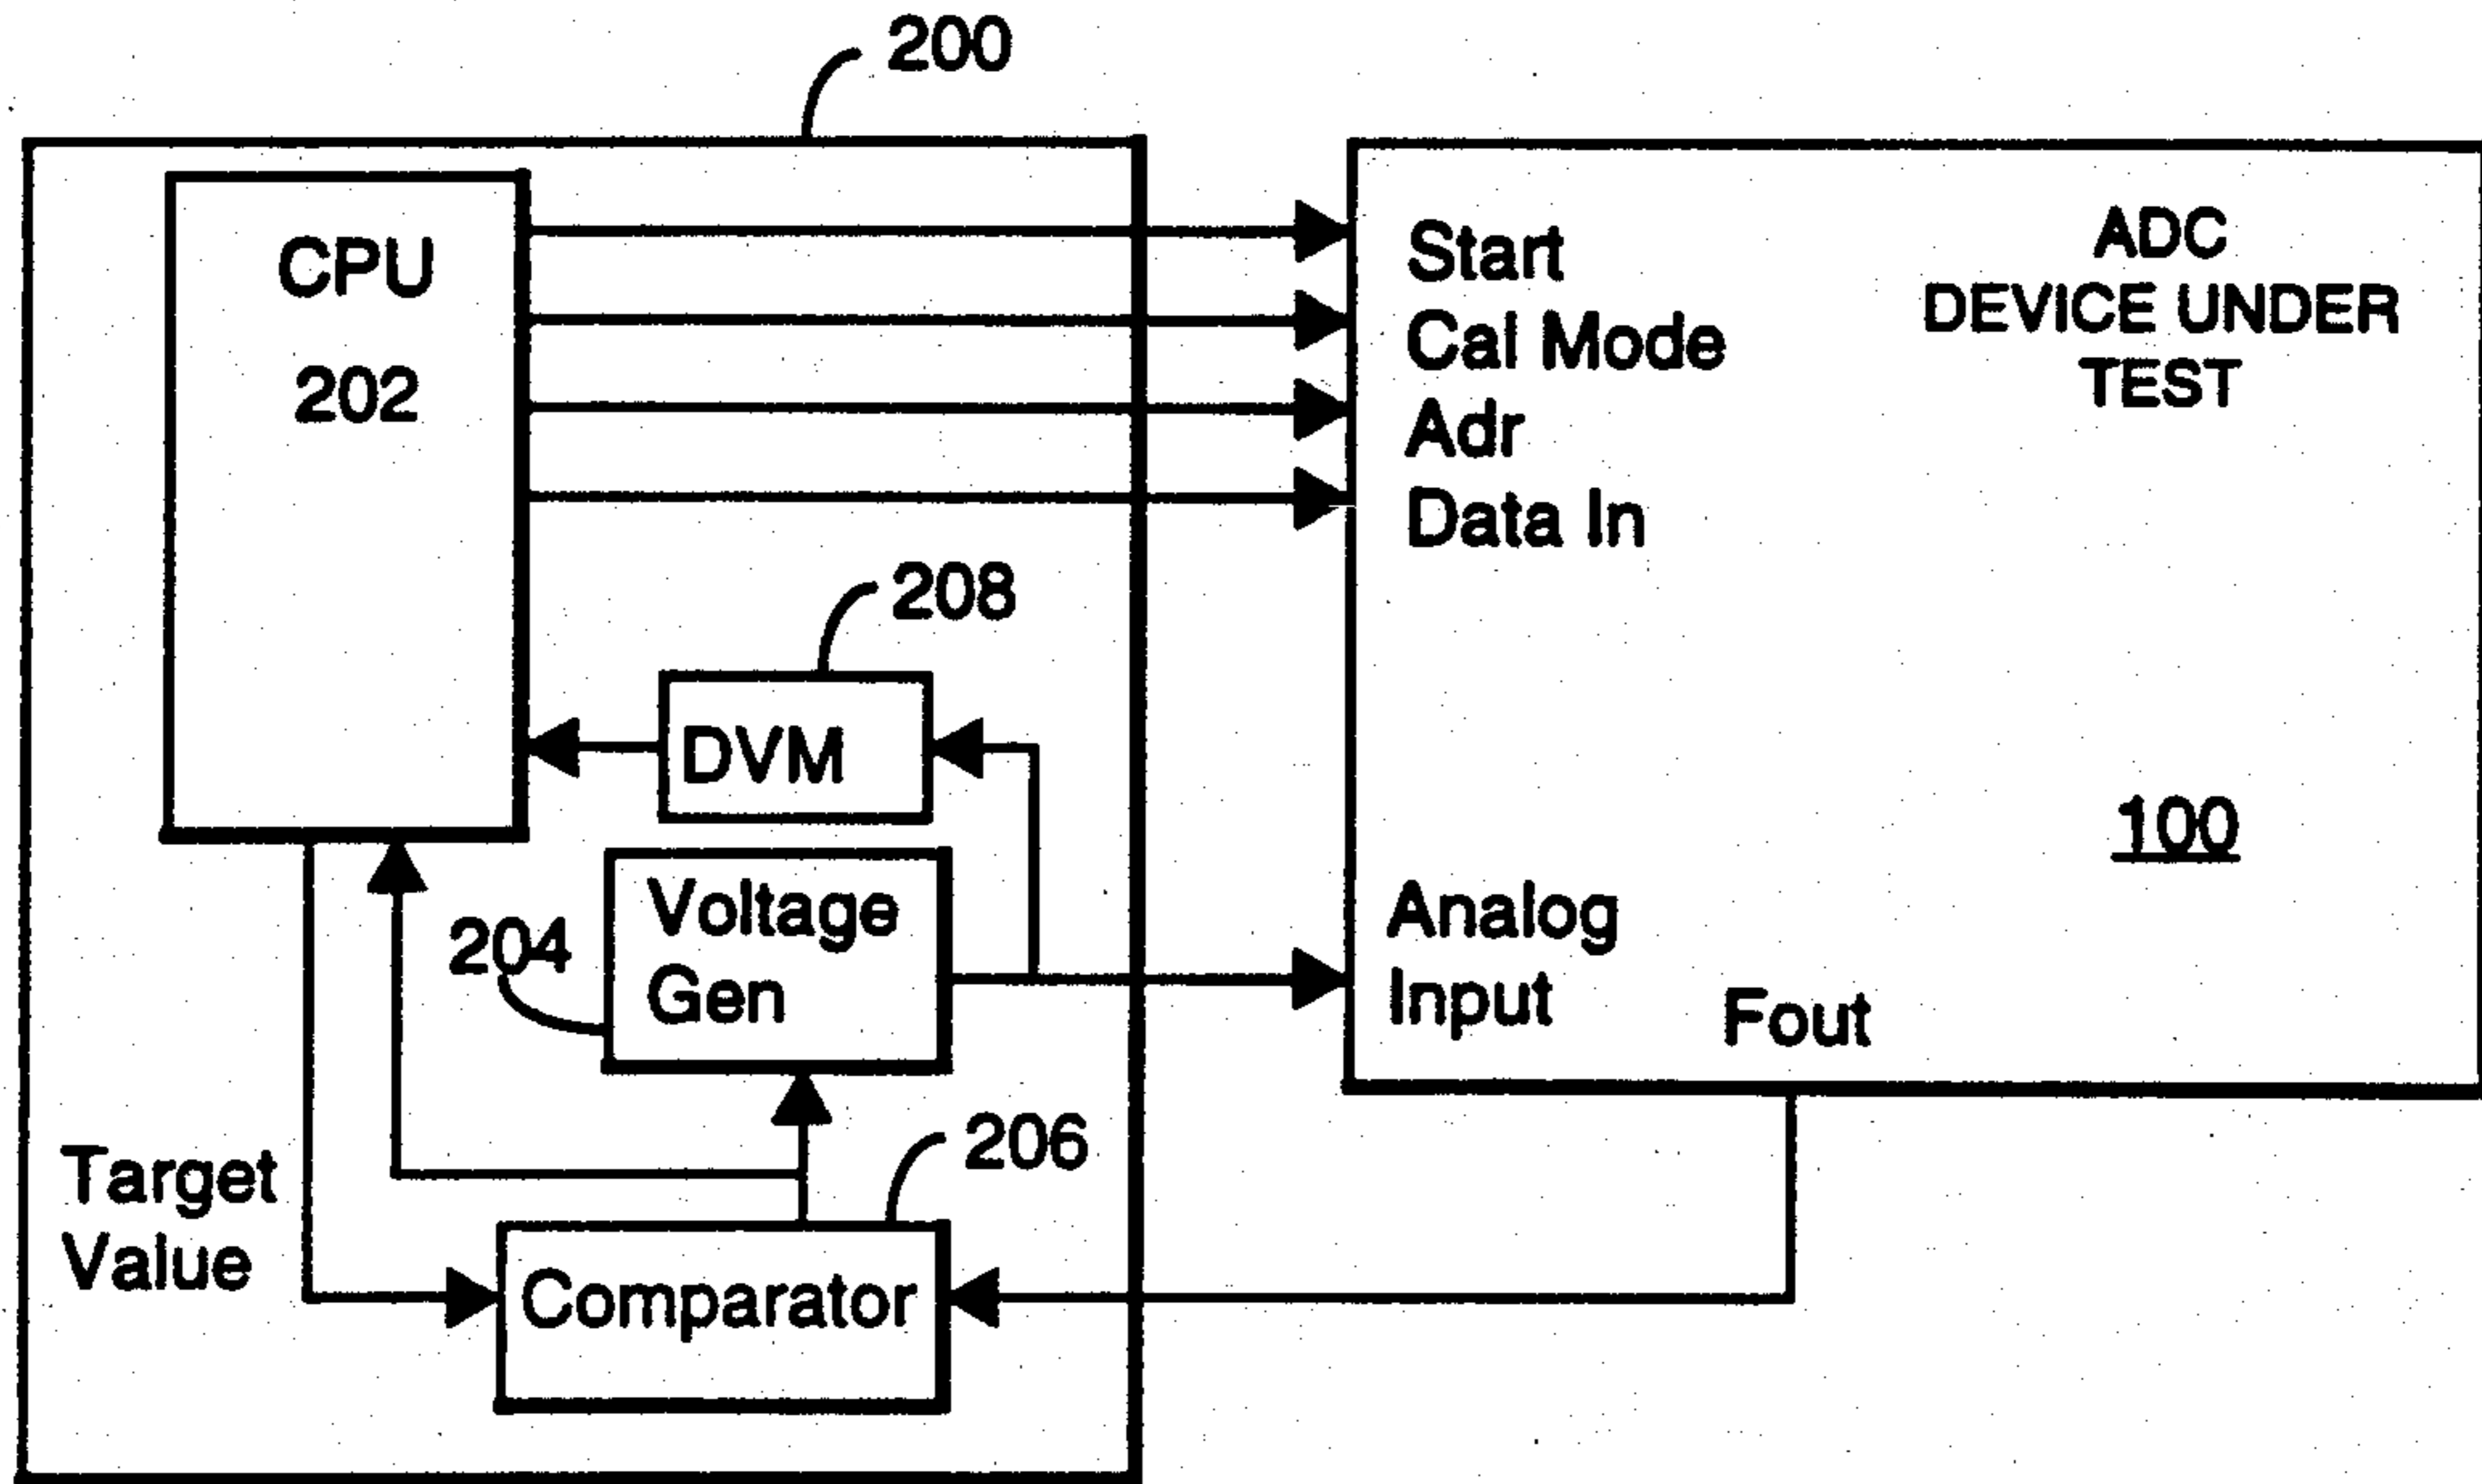 200
CPU
202
Start
Cal Mode
Adr
Data In
ADC
DEVICE UNDER
TEST
208
DVM
100
Voltage
Gen
204
Analog
Input
Fout
206
Target
Value
Comparator